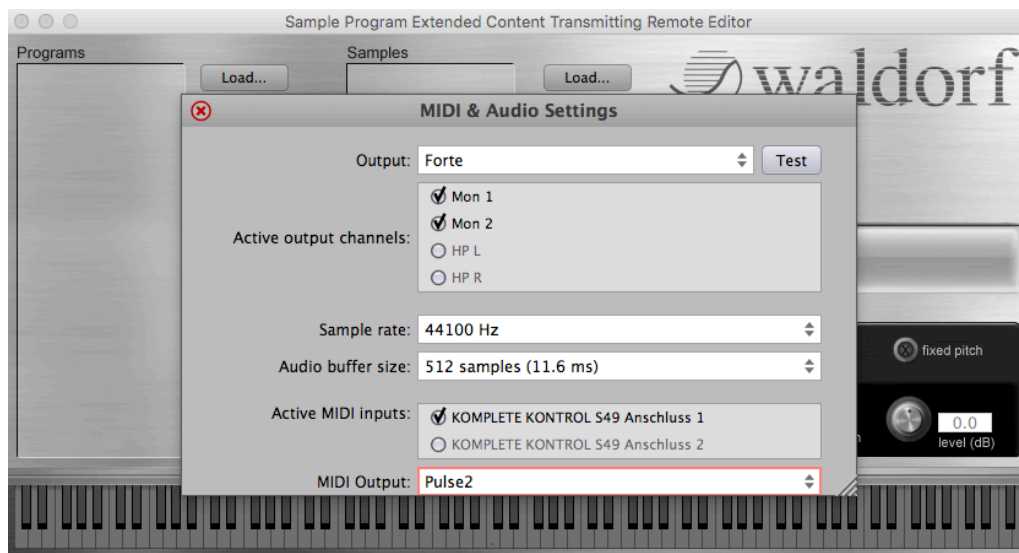 Sample Program Extended Content Transmitting Remote Editor
Programs
Samples
Load...
Load...
waldorf
MIDI & Audio Settings
Output: Forte Test
Active output channels:
Mon 1
Mon 2
HP L
HP R
Sample rate: 44100 Hz
Audio buffer size: 512 samples (11.6 ms)
Active MIDI inputs:
KOMPLETE KONTROL S49 Anschluss 1
KOMPLETE KONTROL S49 Anschluss 2
MIDI Output: Pulse2
fixed pitch
0.0
level (dB)